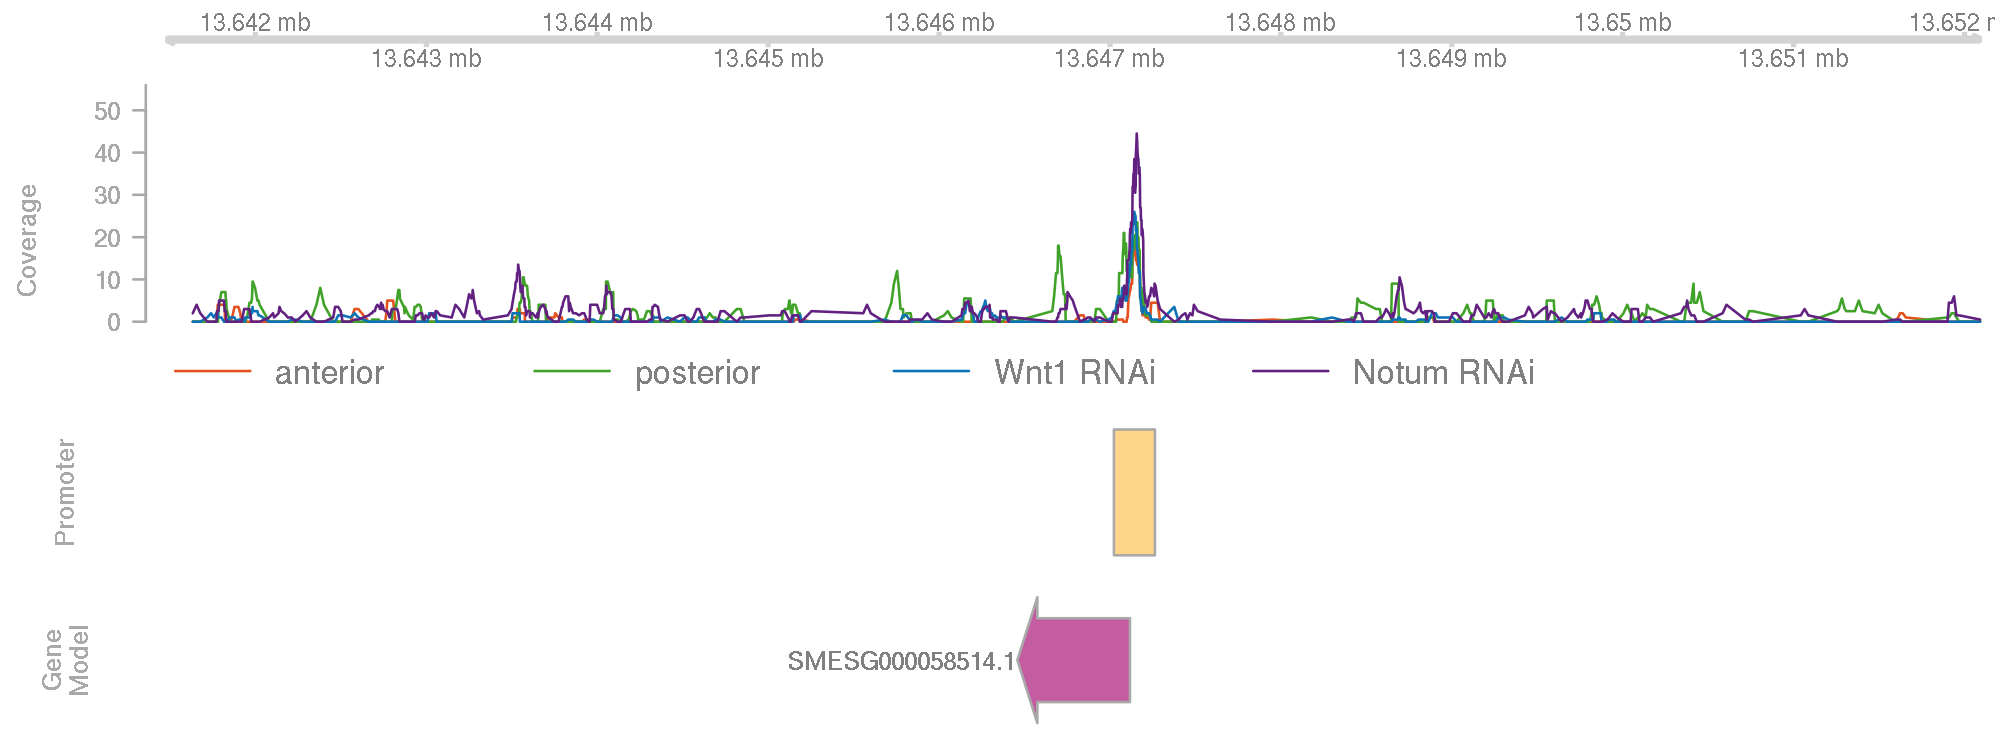 13.642 mb 13.644 mb 13.646 mb 13.648 mb 13.65 mb 13.652 r
13.643 mb 13.645 mb 13.647 mb 13.649 mb 13.651 mb
50
40
30
20
10
0
Coverage
anterior posterior Wnt1 RNAi Notum RNAi
Promoter
Gene
Model
SMESG000058514.1